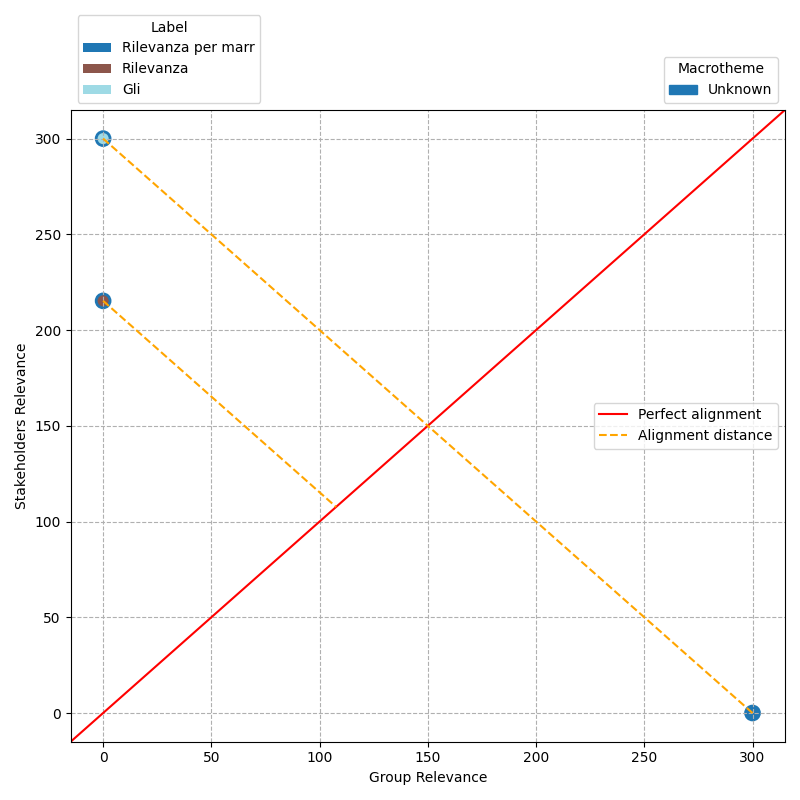 Label
Rilevanza per marr
Rilevanza
Gli
Macrotheme
Unknown
300
250
200
150
100
50
0
Stakeholders Relevance
Perfect alignment
Alignment distance
0 50 100 150 200 250 300
Group Relevance